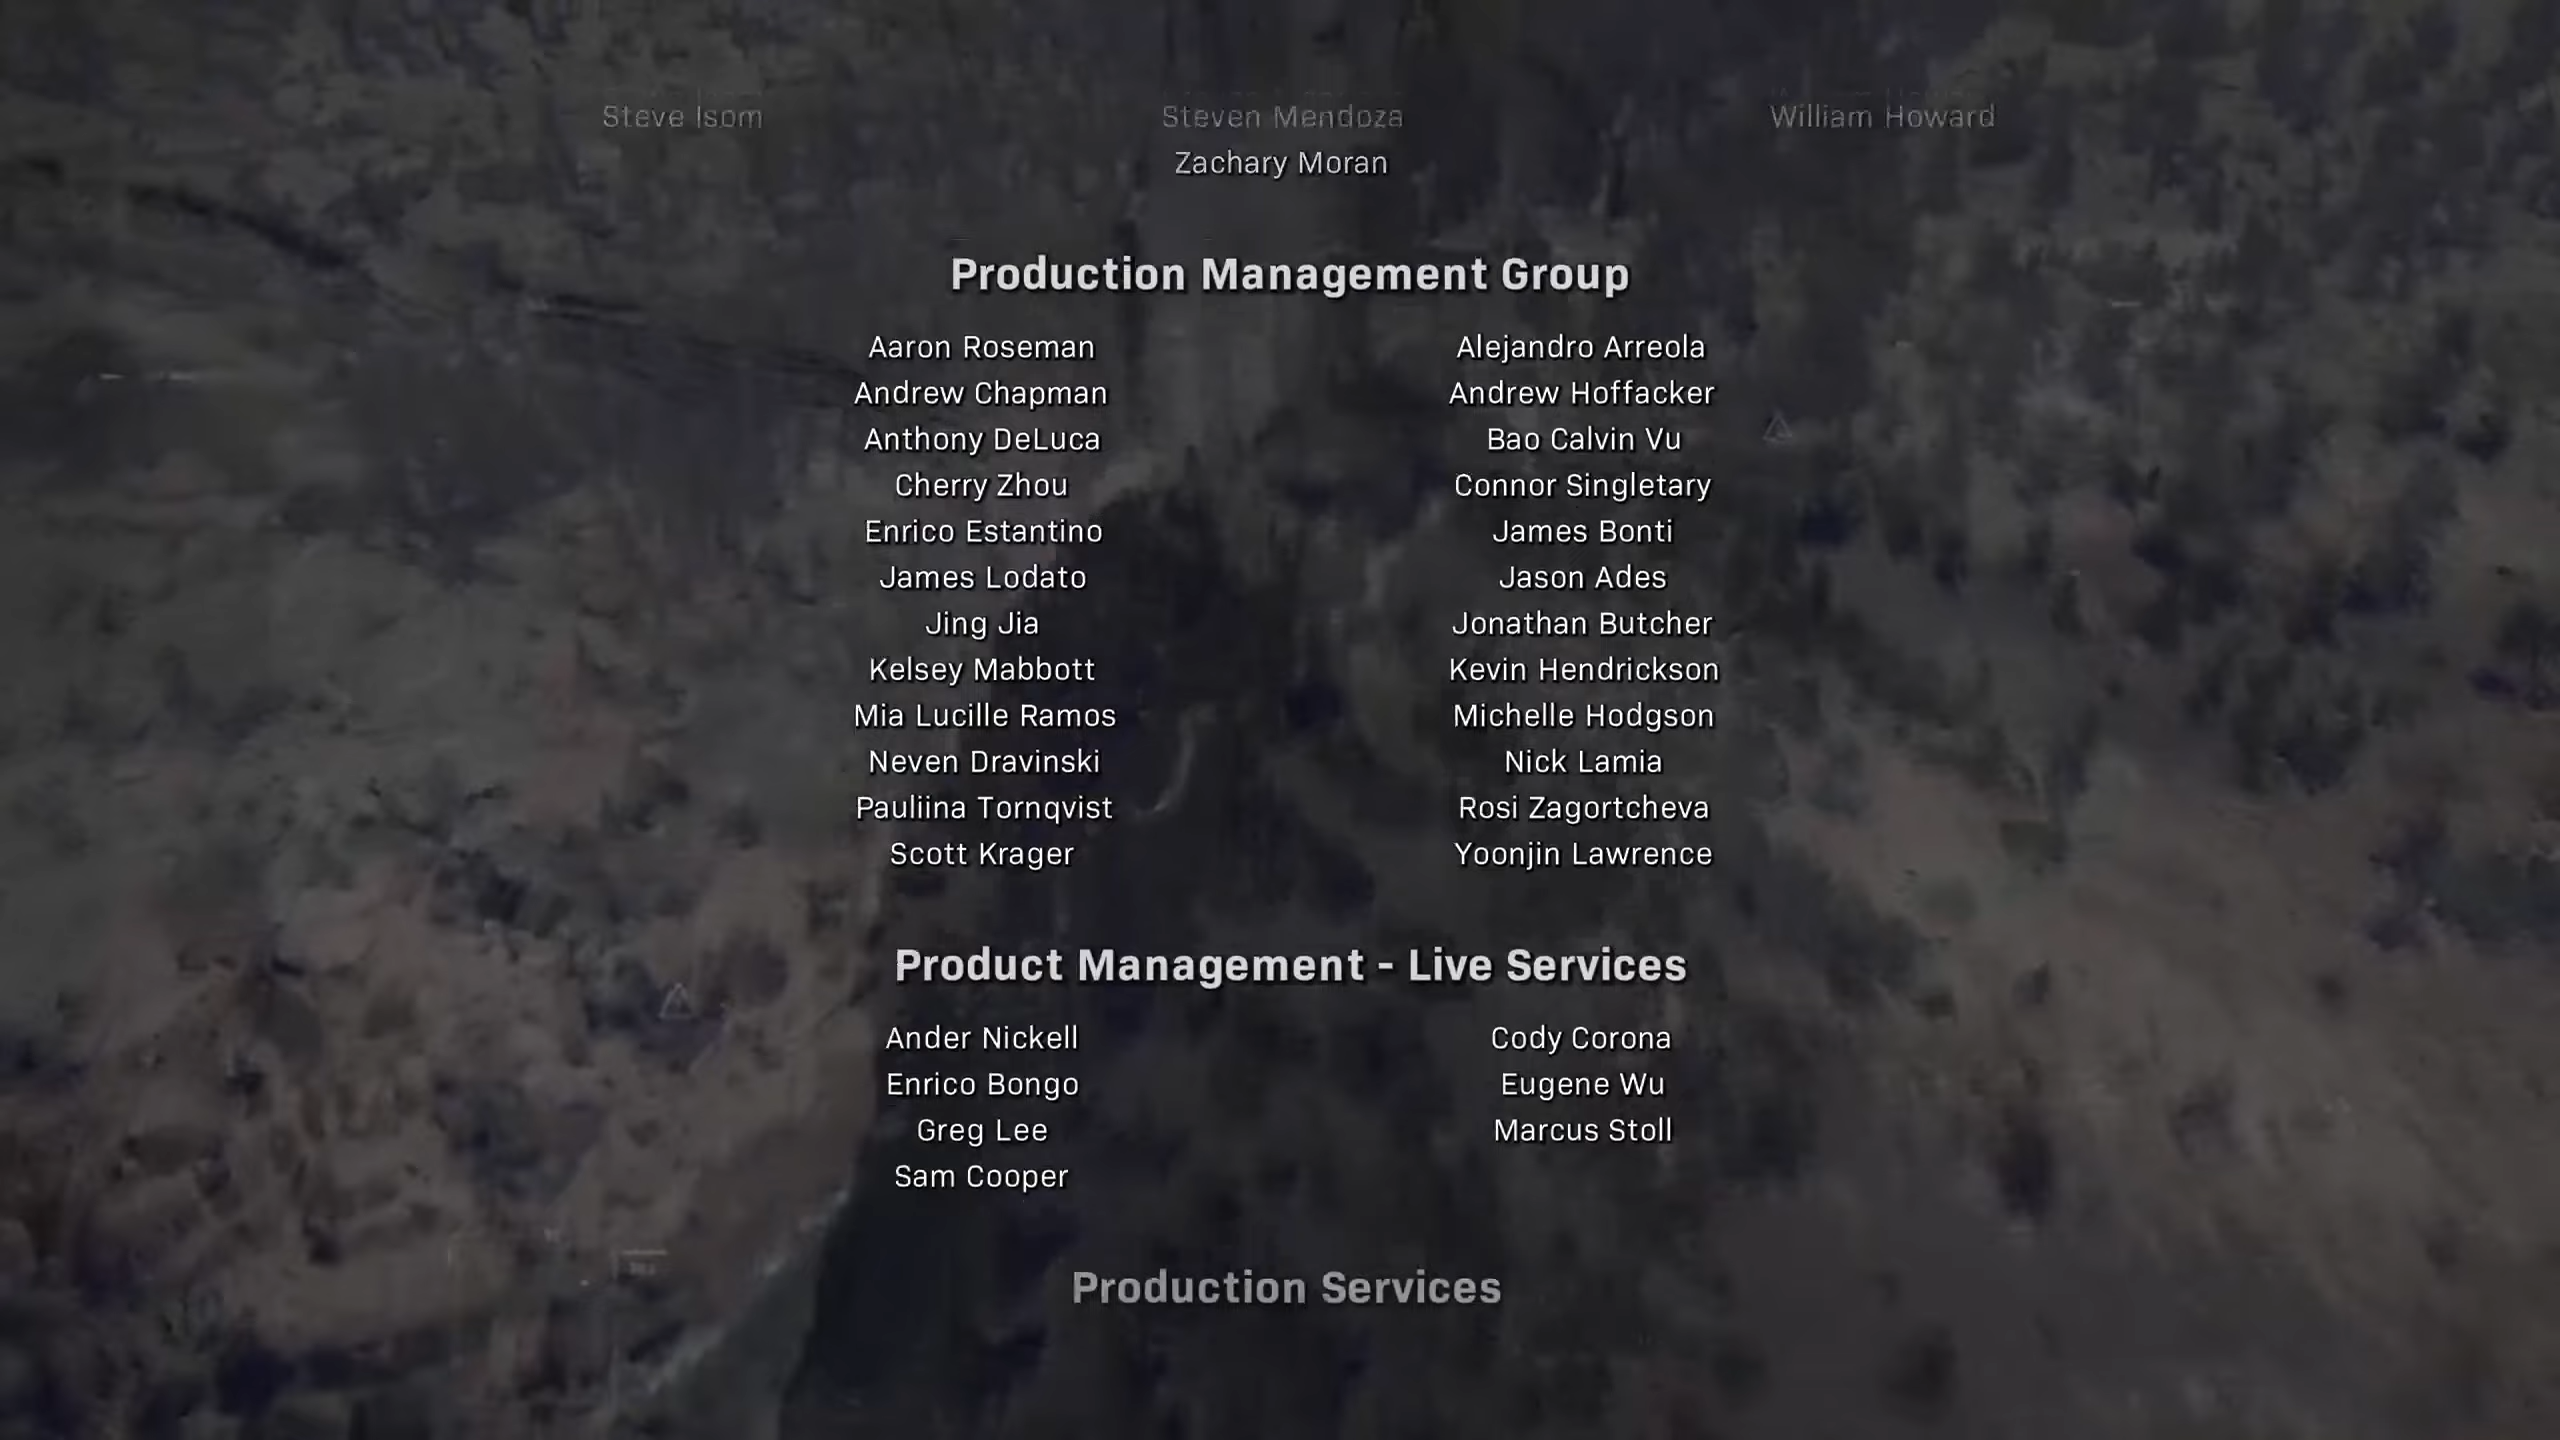 Steve Isom Steven Mendoza William Howard
Zachary Moran
Production Management Group
Aaron Roseman Alejandro Arreola
Andrew Chapman Andrew Hoffacker
Anthony DeLuca Bao Calvin Vu
Cherry Zhou Connor Singletary
Enrico Estantino James Bonti
James Lodato Jason Ades
Jing Jia Jonathan Butcher
Kelsey Mabbott Kevin Hendrickson
Mia Lucille Ramos Michelle Hodgson
Neven Dravinski Nick Lamia
Pauliina Tornqvist Rosi Zagortcheva
Scott Krager Yoonjin Lawrence
Product Management - Live Services
Ander Nickell Cody Corona
Enrico Bongo Eugene Wu
Greg Lee Marcus Stoll
Sam Cooper
Production Services